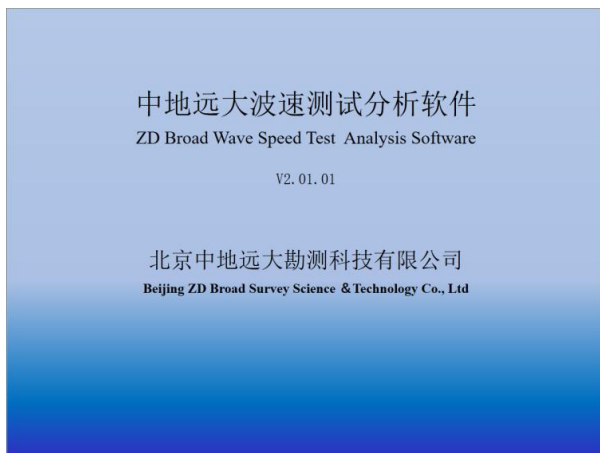 中地远大波速测试分析软件
ZD Broad Wave Speed Test Analysis Software
V2.01.01
北京中地远大勘测科技有限公司
Beijing ZD Broad Survey Science &Technology Co., Ltd